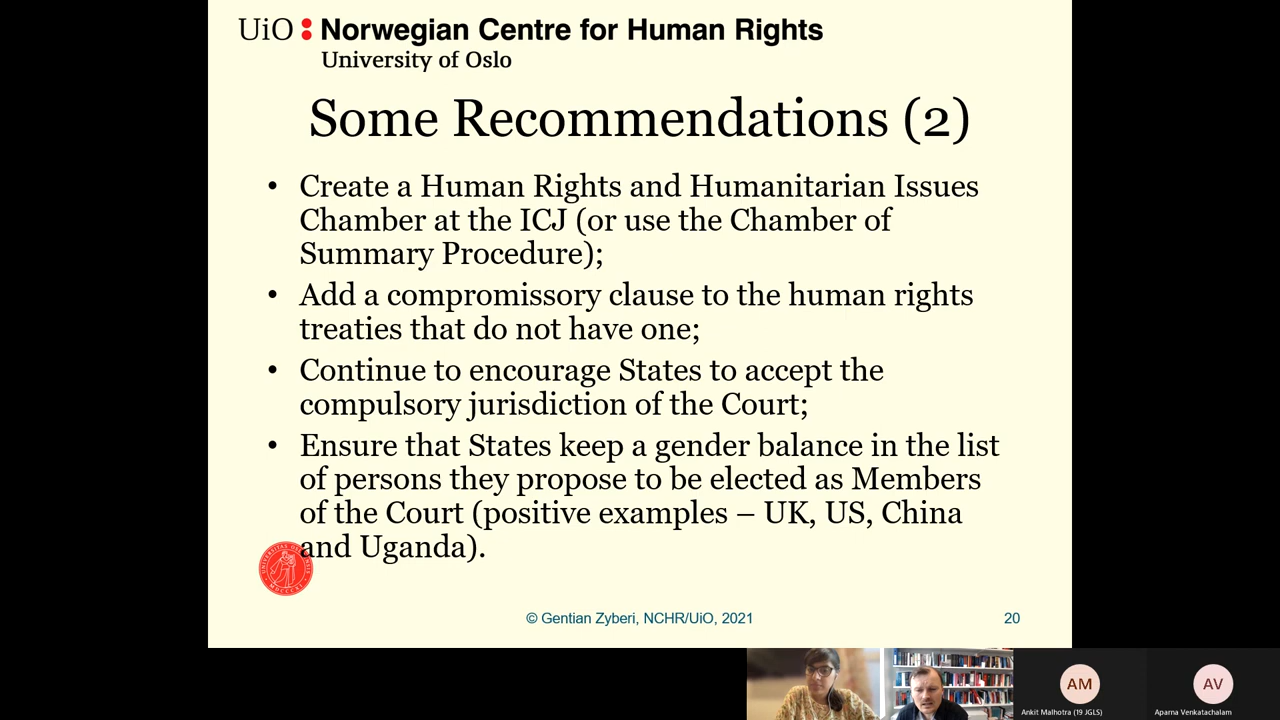 UiO : Norwegian Centre for Human Rights
University of Oslo
Some Recommendations (2)
• Create a Human Rights and Humanitarian Issues
Chamber at the ICJ (or use the Chamber of
Summary Procedure);
• Add a compromissory clause to the human rights
treaties that do not have one;
• Continue to encourage States to accept the
compulsory jurisdiction of the Court;
• Ensure that States keep a gender balance in the list
of persons they propose to be elected as Members
of the Court (positive examples – UK, US, China
and Uganda).
© Gentian Zyberi, NCHR/UiO, 2021
20
AM
AV
Ankit Malhotra (19 JGLS)
Aparna Venkatachalam